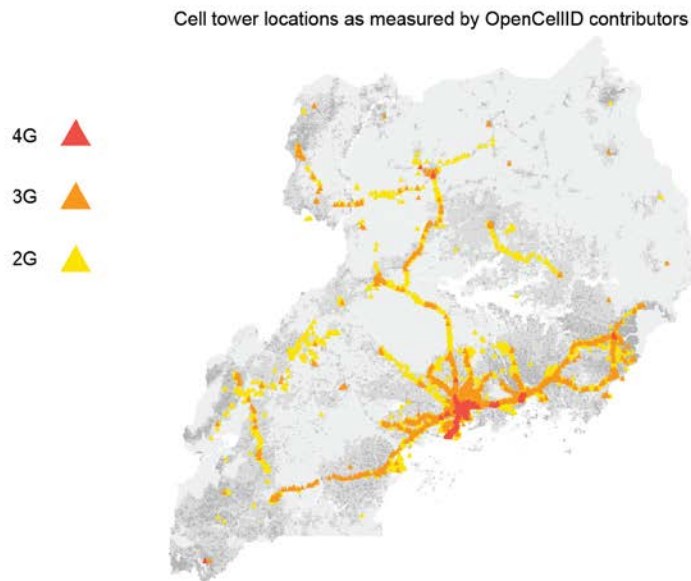 Cell tower locations as measured by OpenCellID contributors
4G
3G
2G